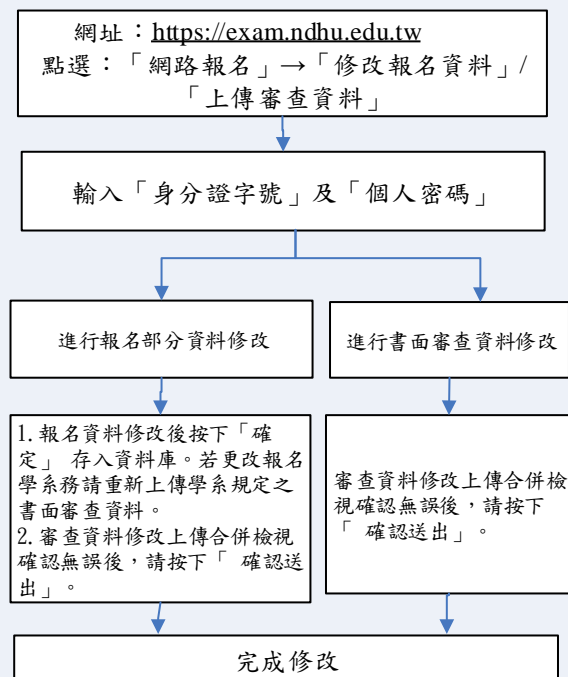 網址：https://exam.ndhu.edu.tw
點選：「網路報名」→「修改報名資料」/
「上傳審查資料」
輸入「身分證字號」及「個人密碼」
進行報名部分資料修改
進行書面審查資料修改
1. 報名資料修改後按下「確
定」 存入資料庫。若更改報名
學系務請重新上傳學系規定之
書面審查資料。
2. 審查資料修改上傳合併檢視
確認無誤後，請按下「 確認送
出」。
審查資料修改上傳合併檢
視確認無誤後，請按下
「 確認送出」。
完成修改